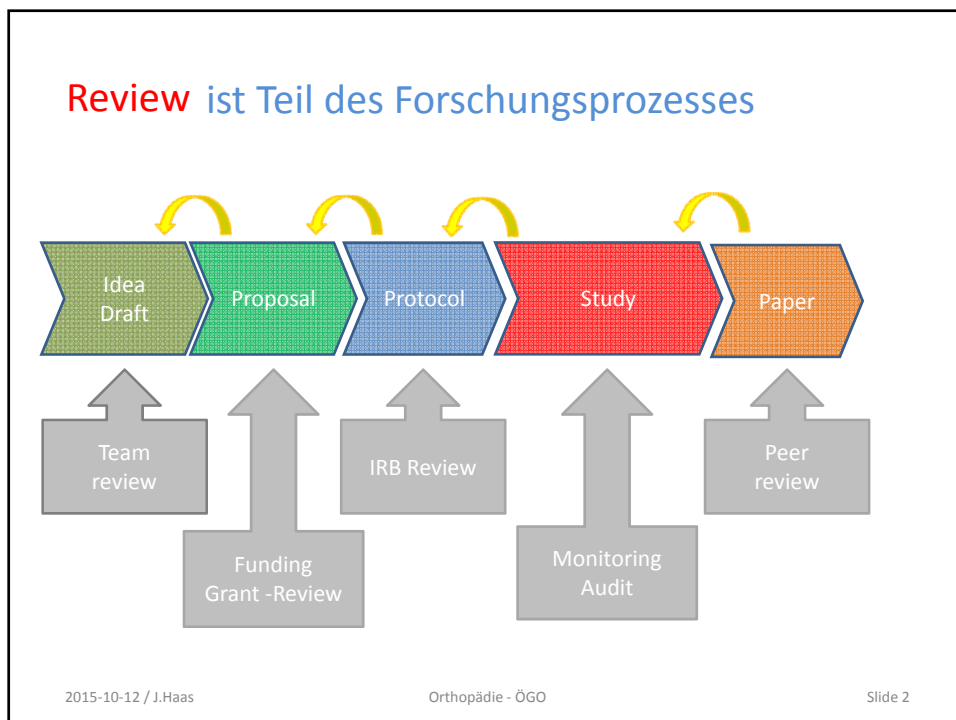 Review ist Teil des Forschungsprozesses
Idea
Draft
Proposal
Protocol
Study
Paper
Team
review
Funding
Grant -Review
IRB Review
Monitoring
Audit
Peer
review
2015-10-12 / J.Haas
Orthopädie - ÖGO
Slide 2